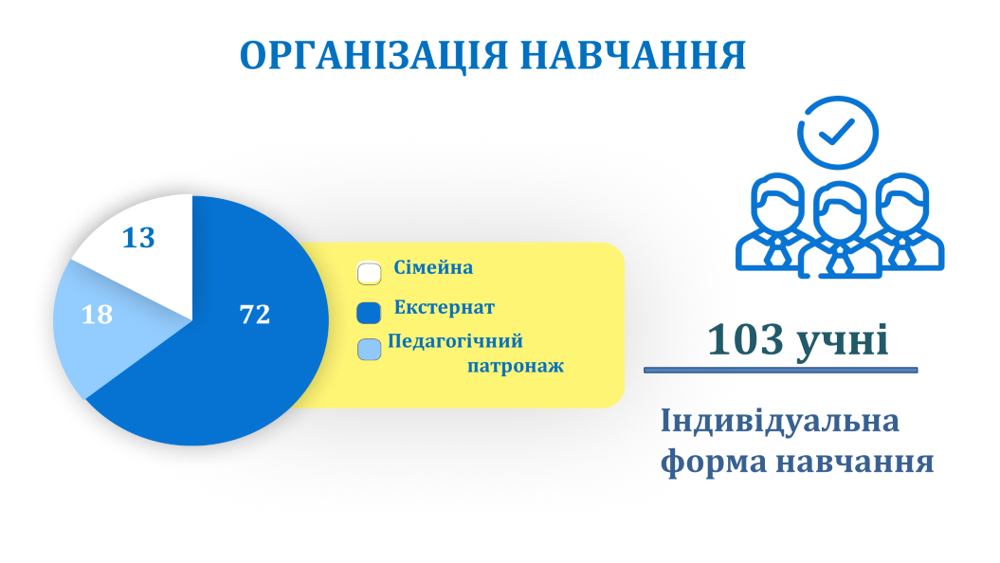 ОРГАНІЗАЦІЯ НАВЧАННЯ
13
18
72
Сімейна
Екстернат
Педагогічний
патронаж
103 учні
Індивідуальна
форма навчання